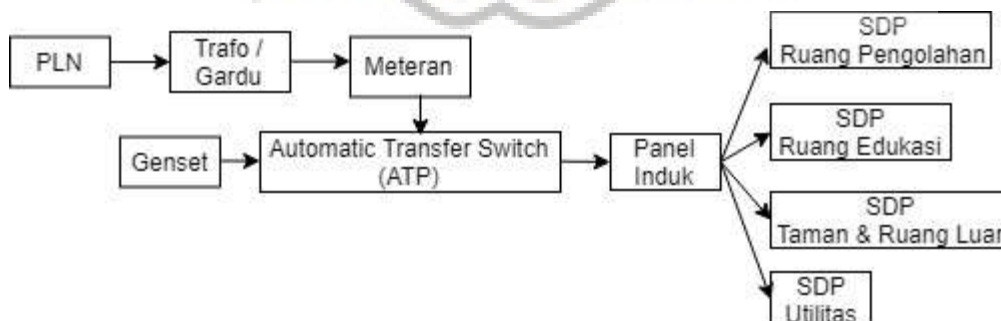 PLN
Trafo /
Gardu
Meteran
Genset
Automatic Transfer Switch
(ATP)
Panel
Induk
SDP
Ruang Pengolahan
SDP
Ruang Edukasi
SDP
Taman & Ruang Luar
SDP
Utilitas